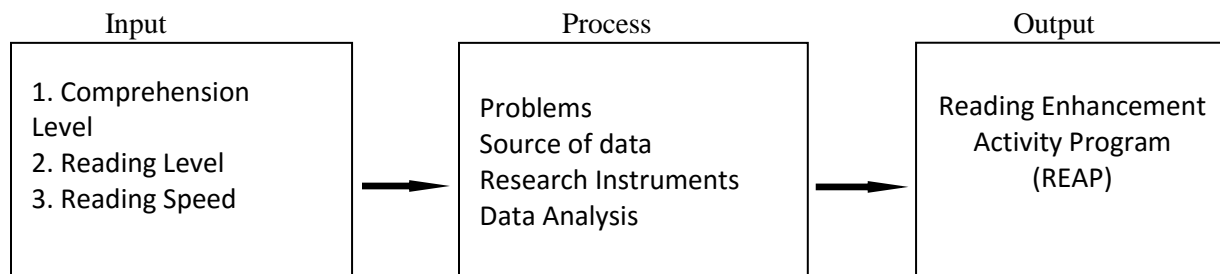 Input
Process
Output
1. Comprehension
Level
2. Reading Level
3. Reading Speed
Problems
Source of data
Research Instruments
Data Analysis
Reading Enhancement
Activity Program
(REAP)